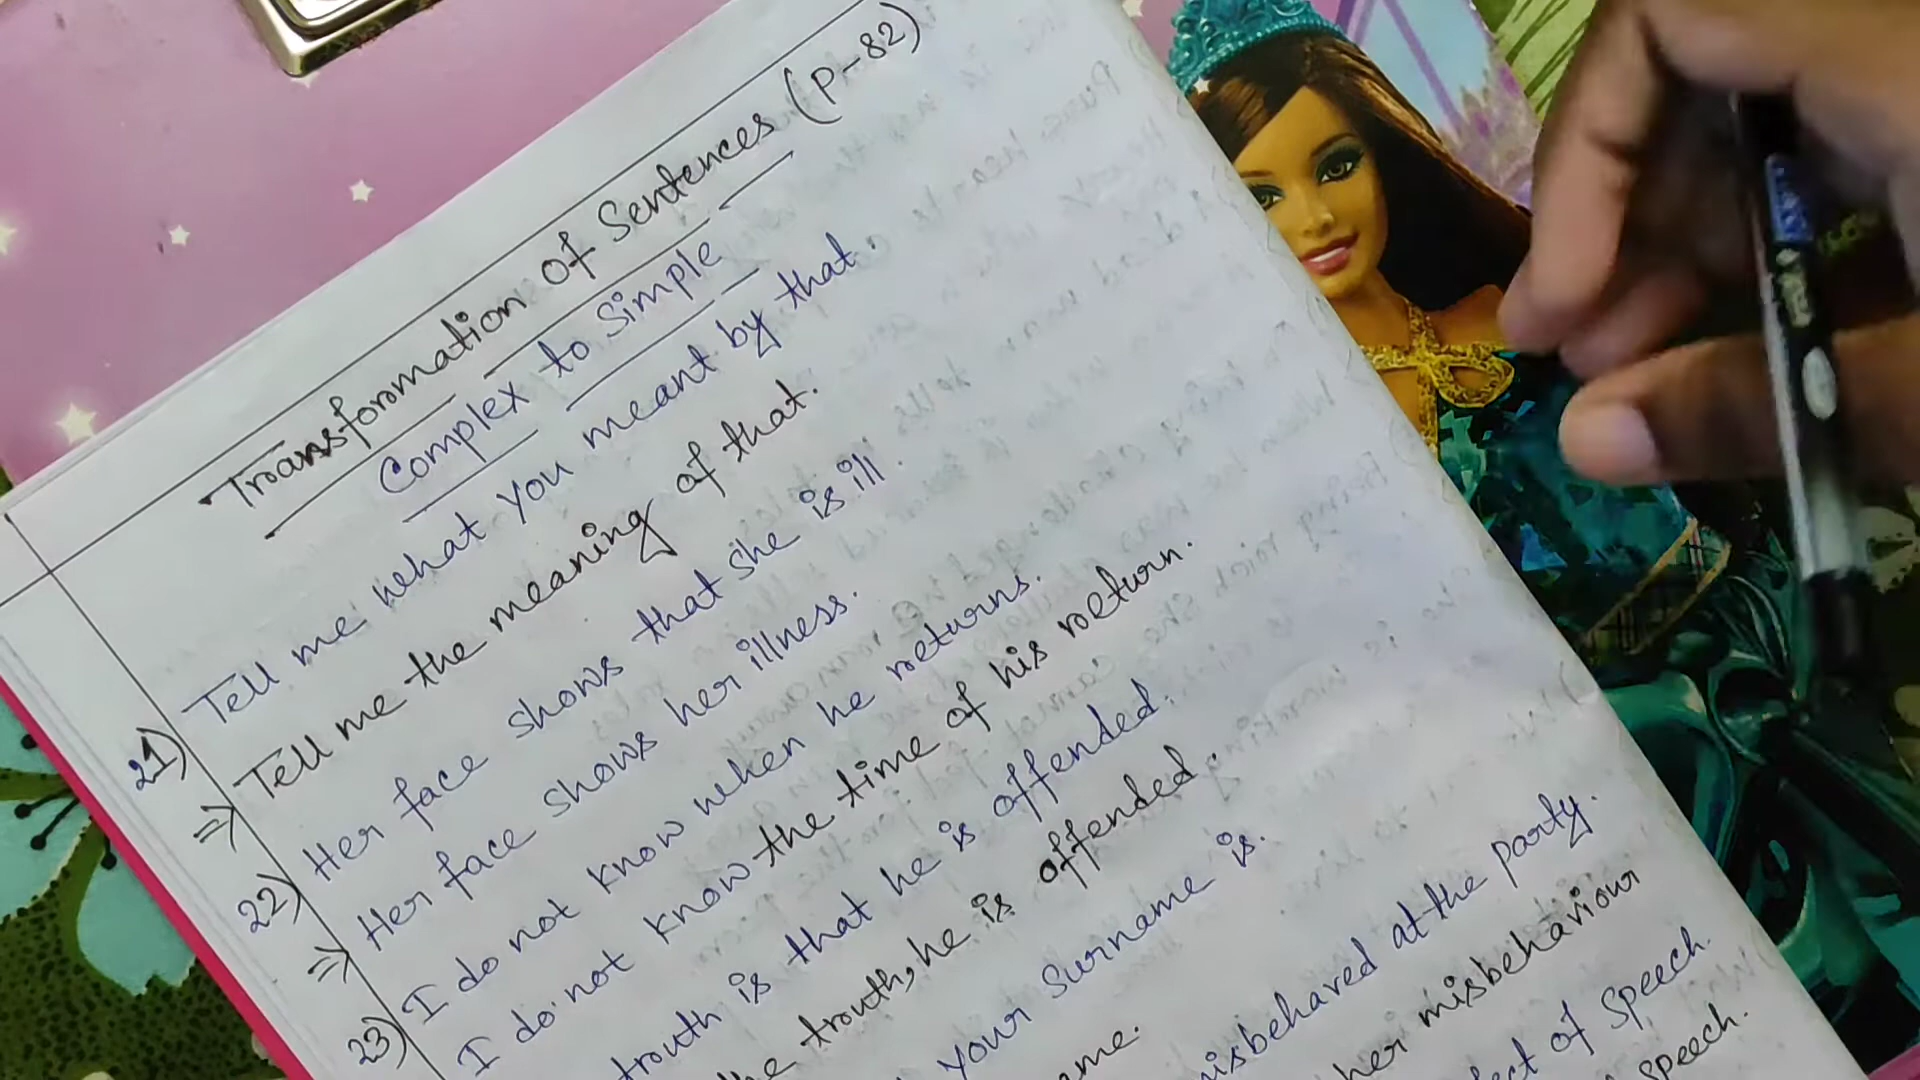 Transformation of Sentences (P-82)
Complex to Simple
21) Tell me what you meant by that.
⇒ Tell me the meaning of that.
22) Her face shows that she is ill.
⇒ Her face shows her illness.
23) I do not know when he returns.
I do not know the time of his return.
truth is that he is offended.
the truth, he is offended.
your surname is.
misbehaved at the party.
her misbehaviour
of speech.
speech.